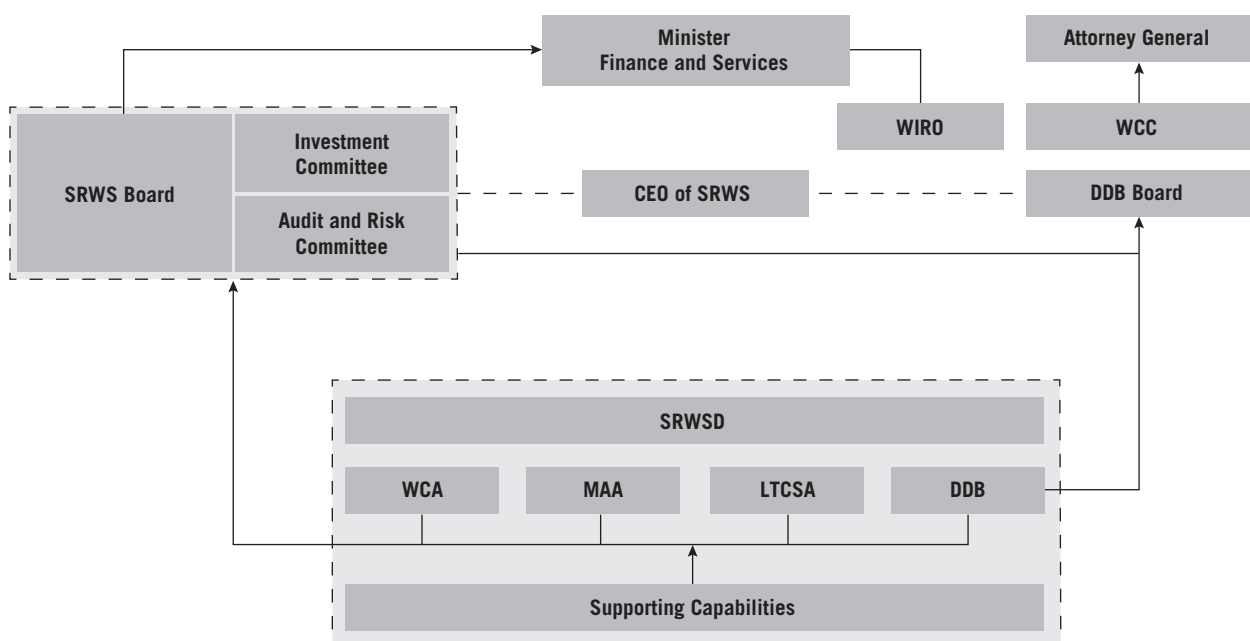 Minister
Finance and Services
Attorney General
WIRO
WCC
SRWS Board
Investment
Committee
Audit and Risk
Committee
CEO of SRWS
DDB Board
SRWSD
WCA
MAA
LTCSA
DDB
Supporting Capabilities